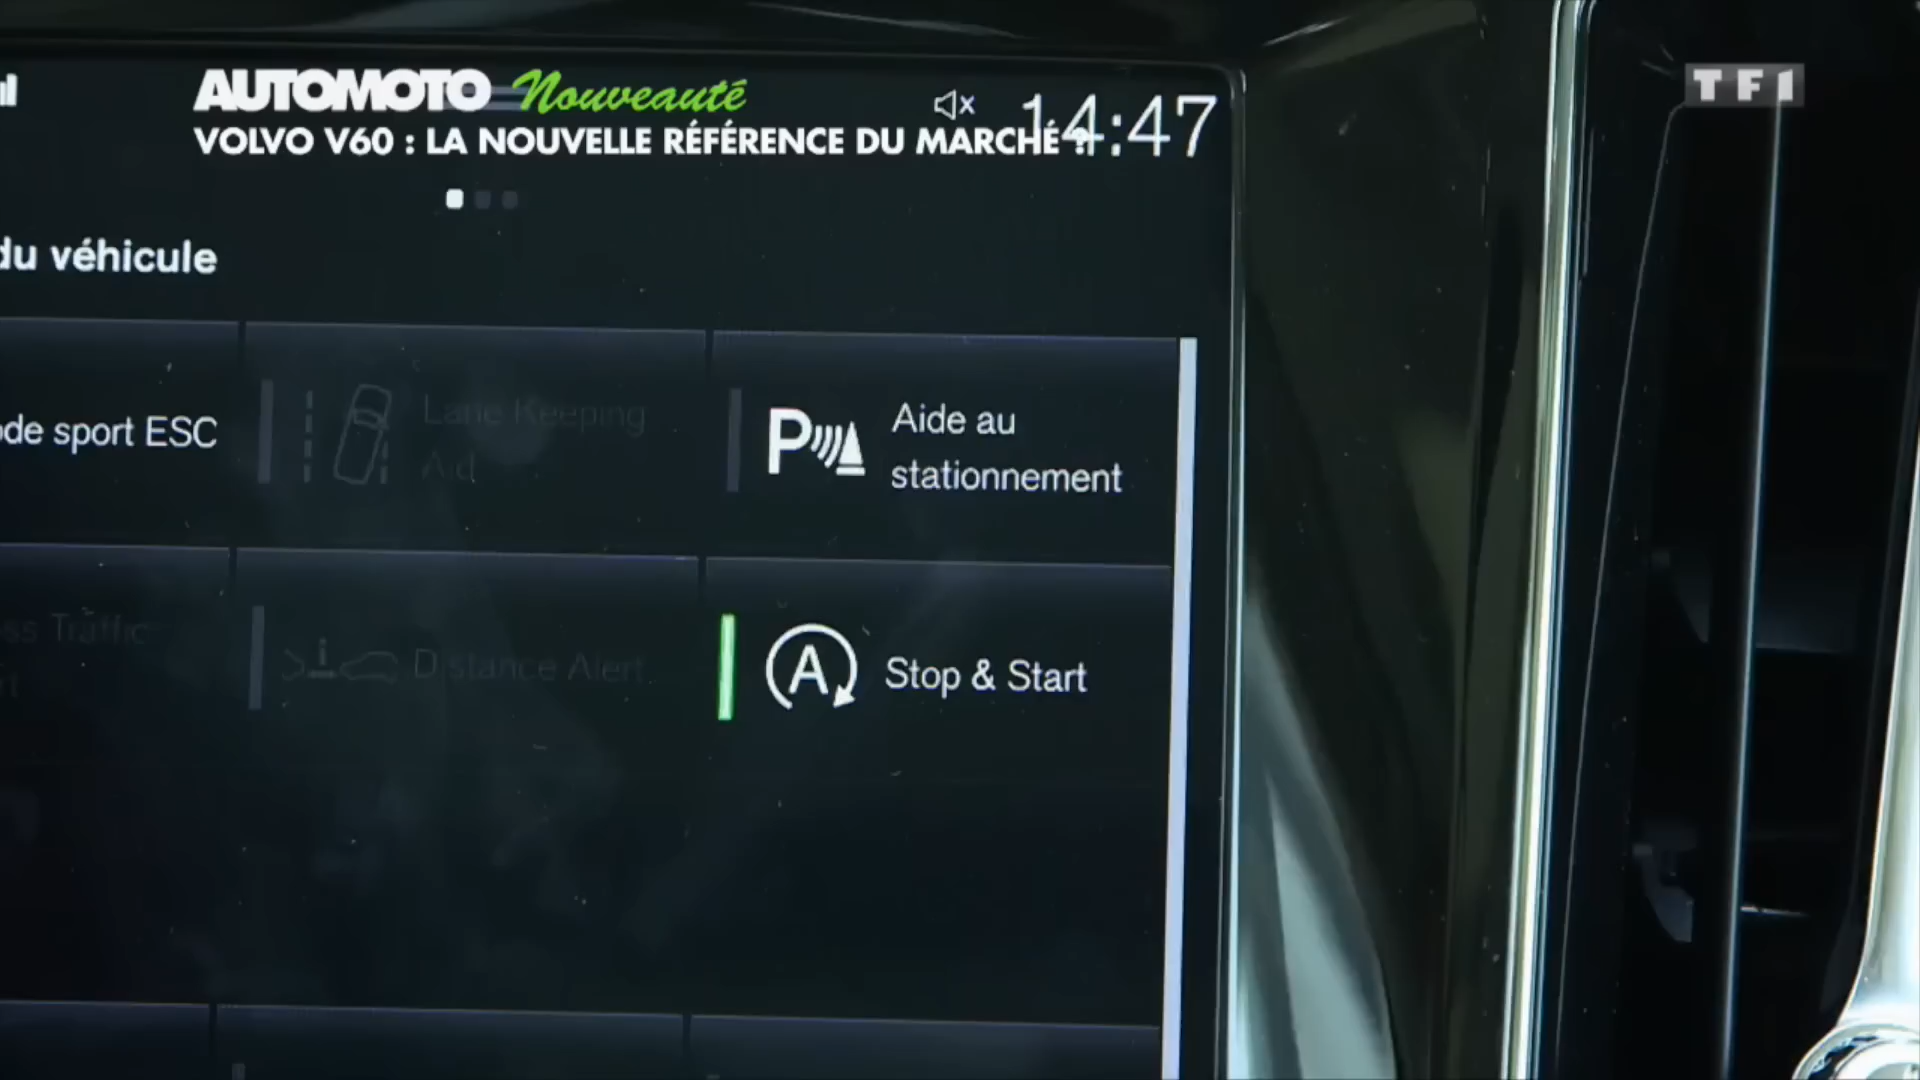 AUTOMOTO Nouveauté
TF1
14:47
VOLVO V60 : LA NOUVELLE RÉFÉRENCE DU MARCHÉ ?
du véhicule
ode sport ESC
Lane Keeping
Aid
P
Aide au
stationnement
ss Traffic
Distance Alert
A
Stop & Start